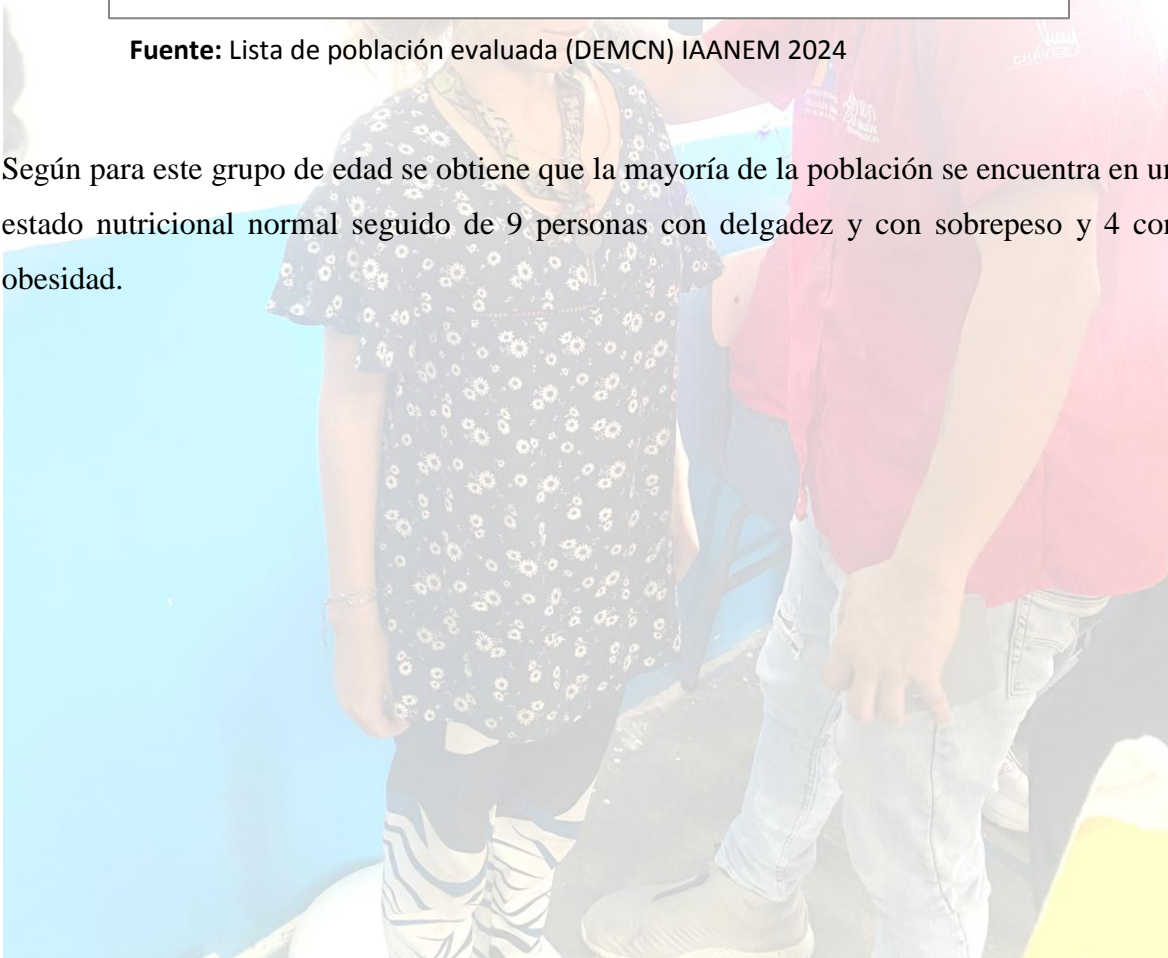 Fuente: Lista de población evaluada (DEMCN) IAANEM 2024
CHÁVEZ
Según para este grupo de edad se obtiene que la mayoría de la población se encuentra en un
estado nutricional normal seguido de 9 personas con delgadez y con sobrepeso y 4 con
obesidad.